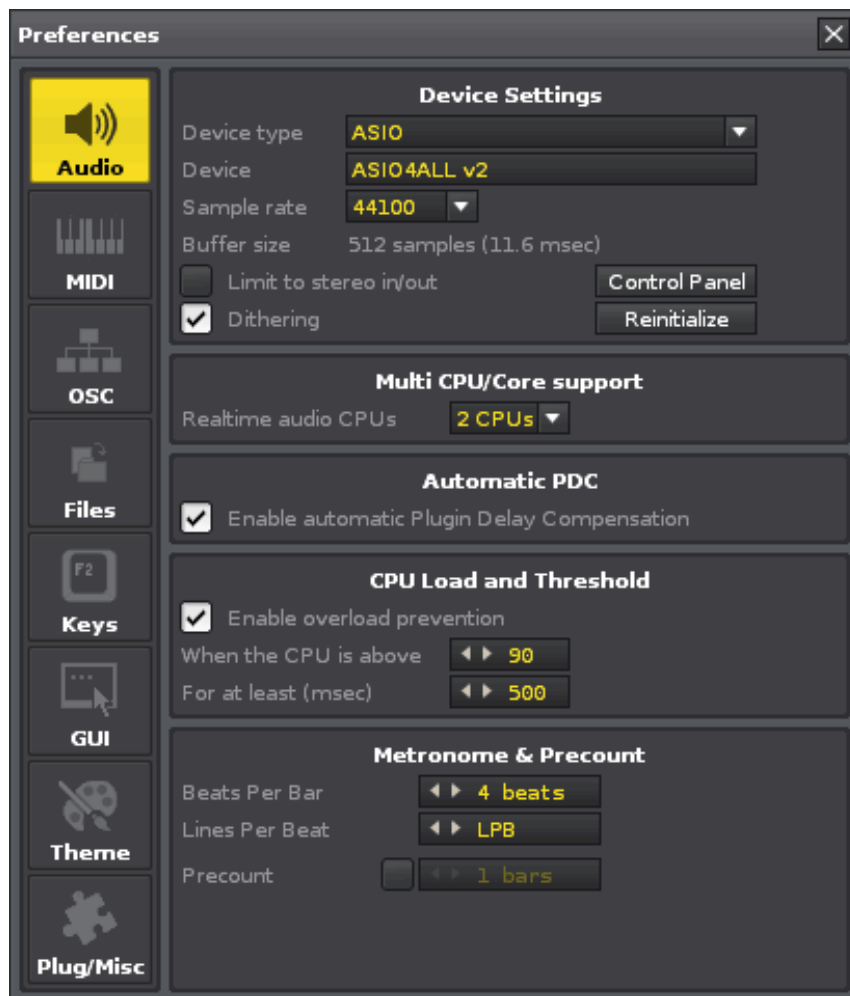 Preferences
Audio
MIDI
OSC
Files
F2
Keys
GUI
Theme
Plug/Misc
Device Settings
Device type ASIO
Device ASIO4ALL v2
Sample rate 44100
Buffer size 512 samples (11.6 msec)
Limit to stereo in/out Control Panel
Dithering Reinitialize
Multi CPU/Core support
Realtime audio CPUs 2 CPUs
Automatic PDC
Enable automatic Plugin Delay Compensation
CPU Load and Threshold
Enable overload prevention
When the CPU is above 90
For at least (msec) 500
Metronome & Precount
Beats Per Bar 4 beats
Lines Per Beat LPB
Precount 1 bars